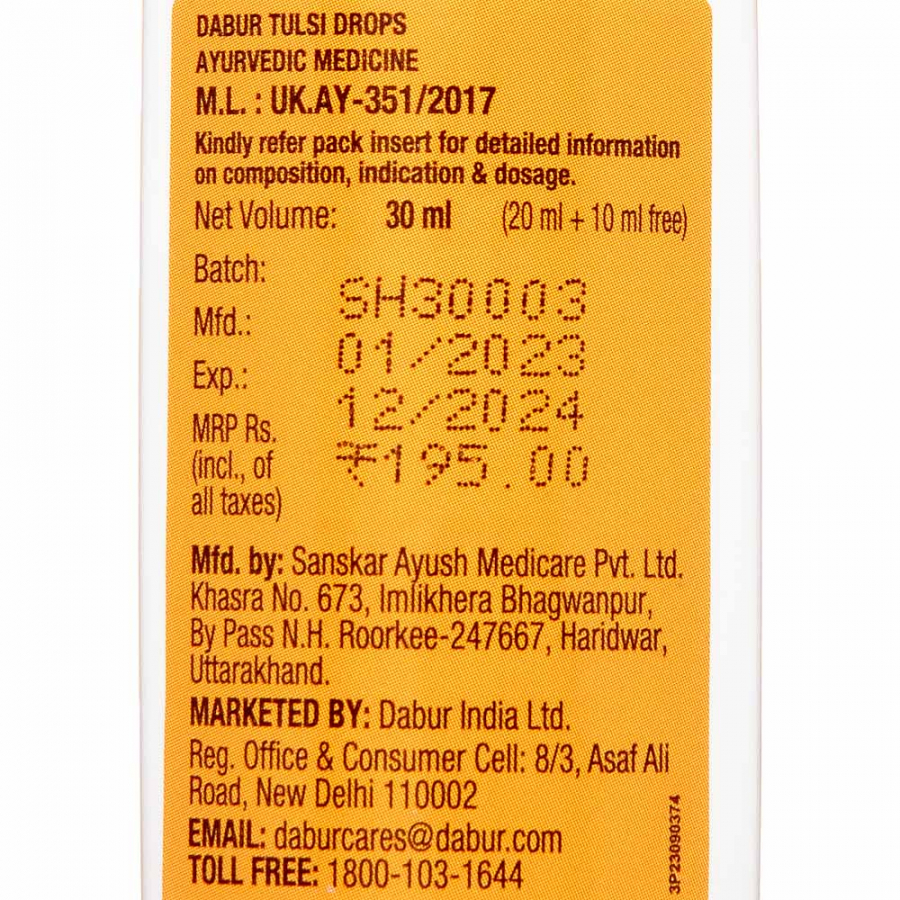 DABUR TULSI DROPS
AYURVEDIC MEDICINE
M.L. : UK.AY-351/2017
Kindly refer pack insert for detailed information
on composition, indication & dosage.
Net Volume: 30 ml (20 ml + 10 ml free)
Batch: SH30003
Mfd.: 01/2023
Exp.: 12/2024
MRP Rs. ₹195.00
(incl., of
all taxes)
Mfd. by: Sanskar Ayush Medicare Pvt. Ltd.
Khasra No. 673, Imlikhera Bhagwanpur,
By Pass N.H. Roorkee-247667, Haridwar,
Uttarakhand.
MARKETED BY: Dabur India Ltd.
Reg. Office & Consumer Cell: 8/3, Asaf Ali
Road, New Delhi 110002
EMAIL: daburcares@dabur.com
TOLL FREE: 1800-103-1644
3P23090374